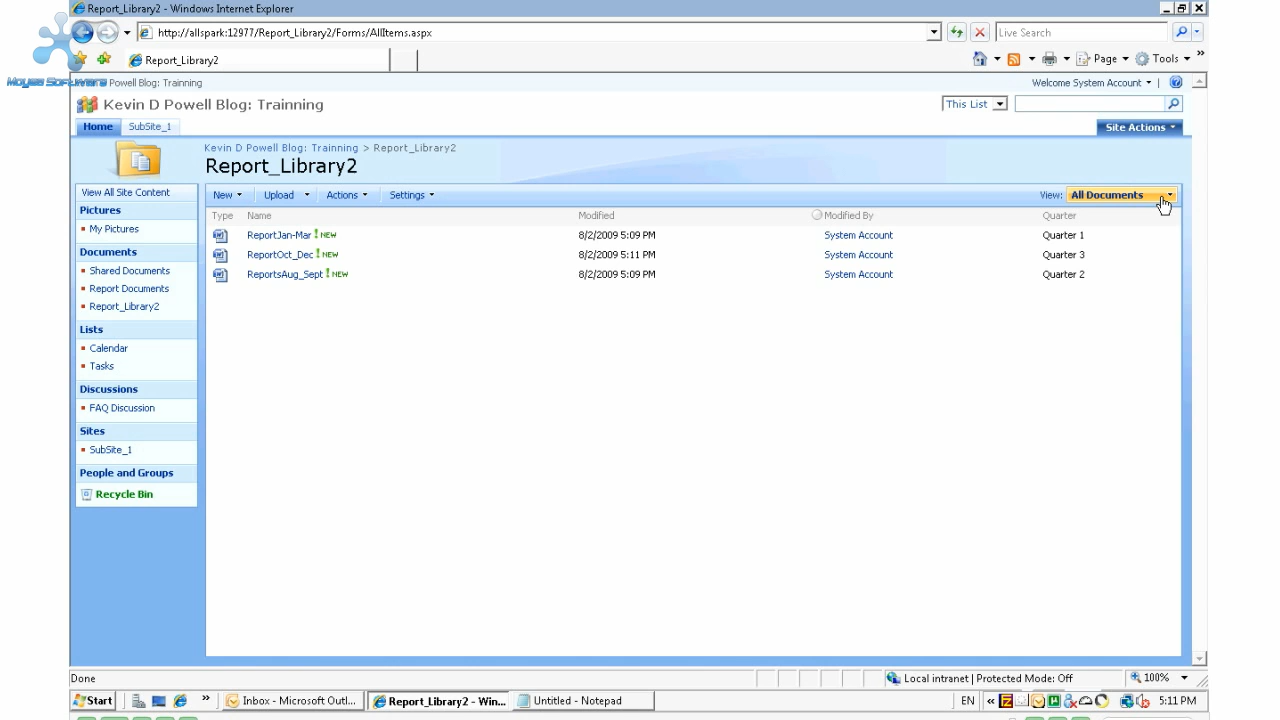 Report_Library2 - Windows Internet Explorer
http://allspark:12977/Report_Library2/Forms/AllItems.aspx
Live Search
Report_Library2
Page
Tools
Moyea Software
Powell Blog: Trainning
Welcome System Account
Kevin D Powell Blog: Trainning
This List
Home
SubSite_1
Site Actions
Kevin D Powell Blog: Trainning > Report_Library2
Report_Library2
View All Site Content
New
Upload
Actions
Settings
View: All Documents
Pictures
My Pictures
Documents
Shared Documents
Report Documents
Report_Library2
Lists
Calendar
Tasks
Discussions
FAQ Discussion
Sites
SubSite_1
People and Groups
Recycle Bin
Type Name Modified Modified By Quarter
ReportJan-Mar ! NEW 8/2/2009 5:09 PM System Account Quarter 1
ReportOct_Dec ! NEW 8/2/2009 5:11 PM System Account Quarter 3
ReportsAug_Sept ! NEW 8/2/2009 5:09 PM System Account Quarter 2
Done
Local intranet | Protected Mode: Off
100%
Start
Inbox - Microsoft Outl...
Report_Library2 - Win...
Untitled - Notepad
EN
5:11 PM